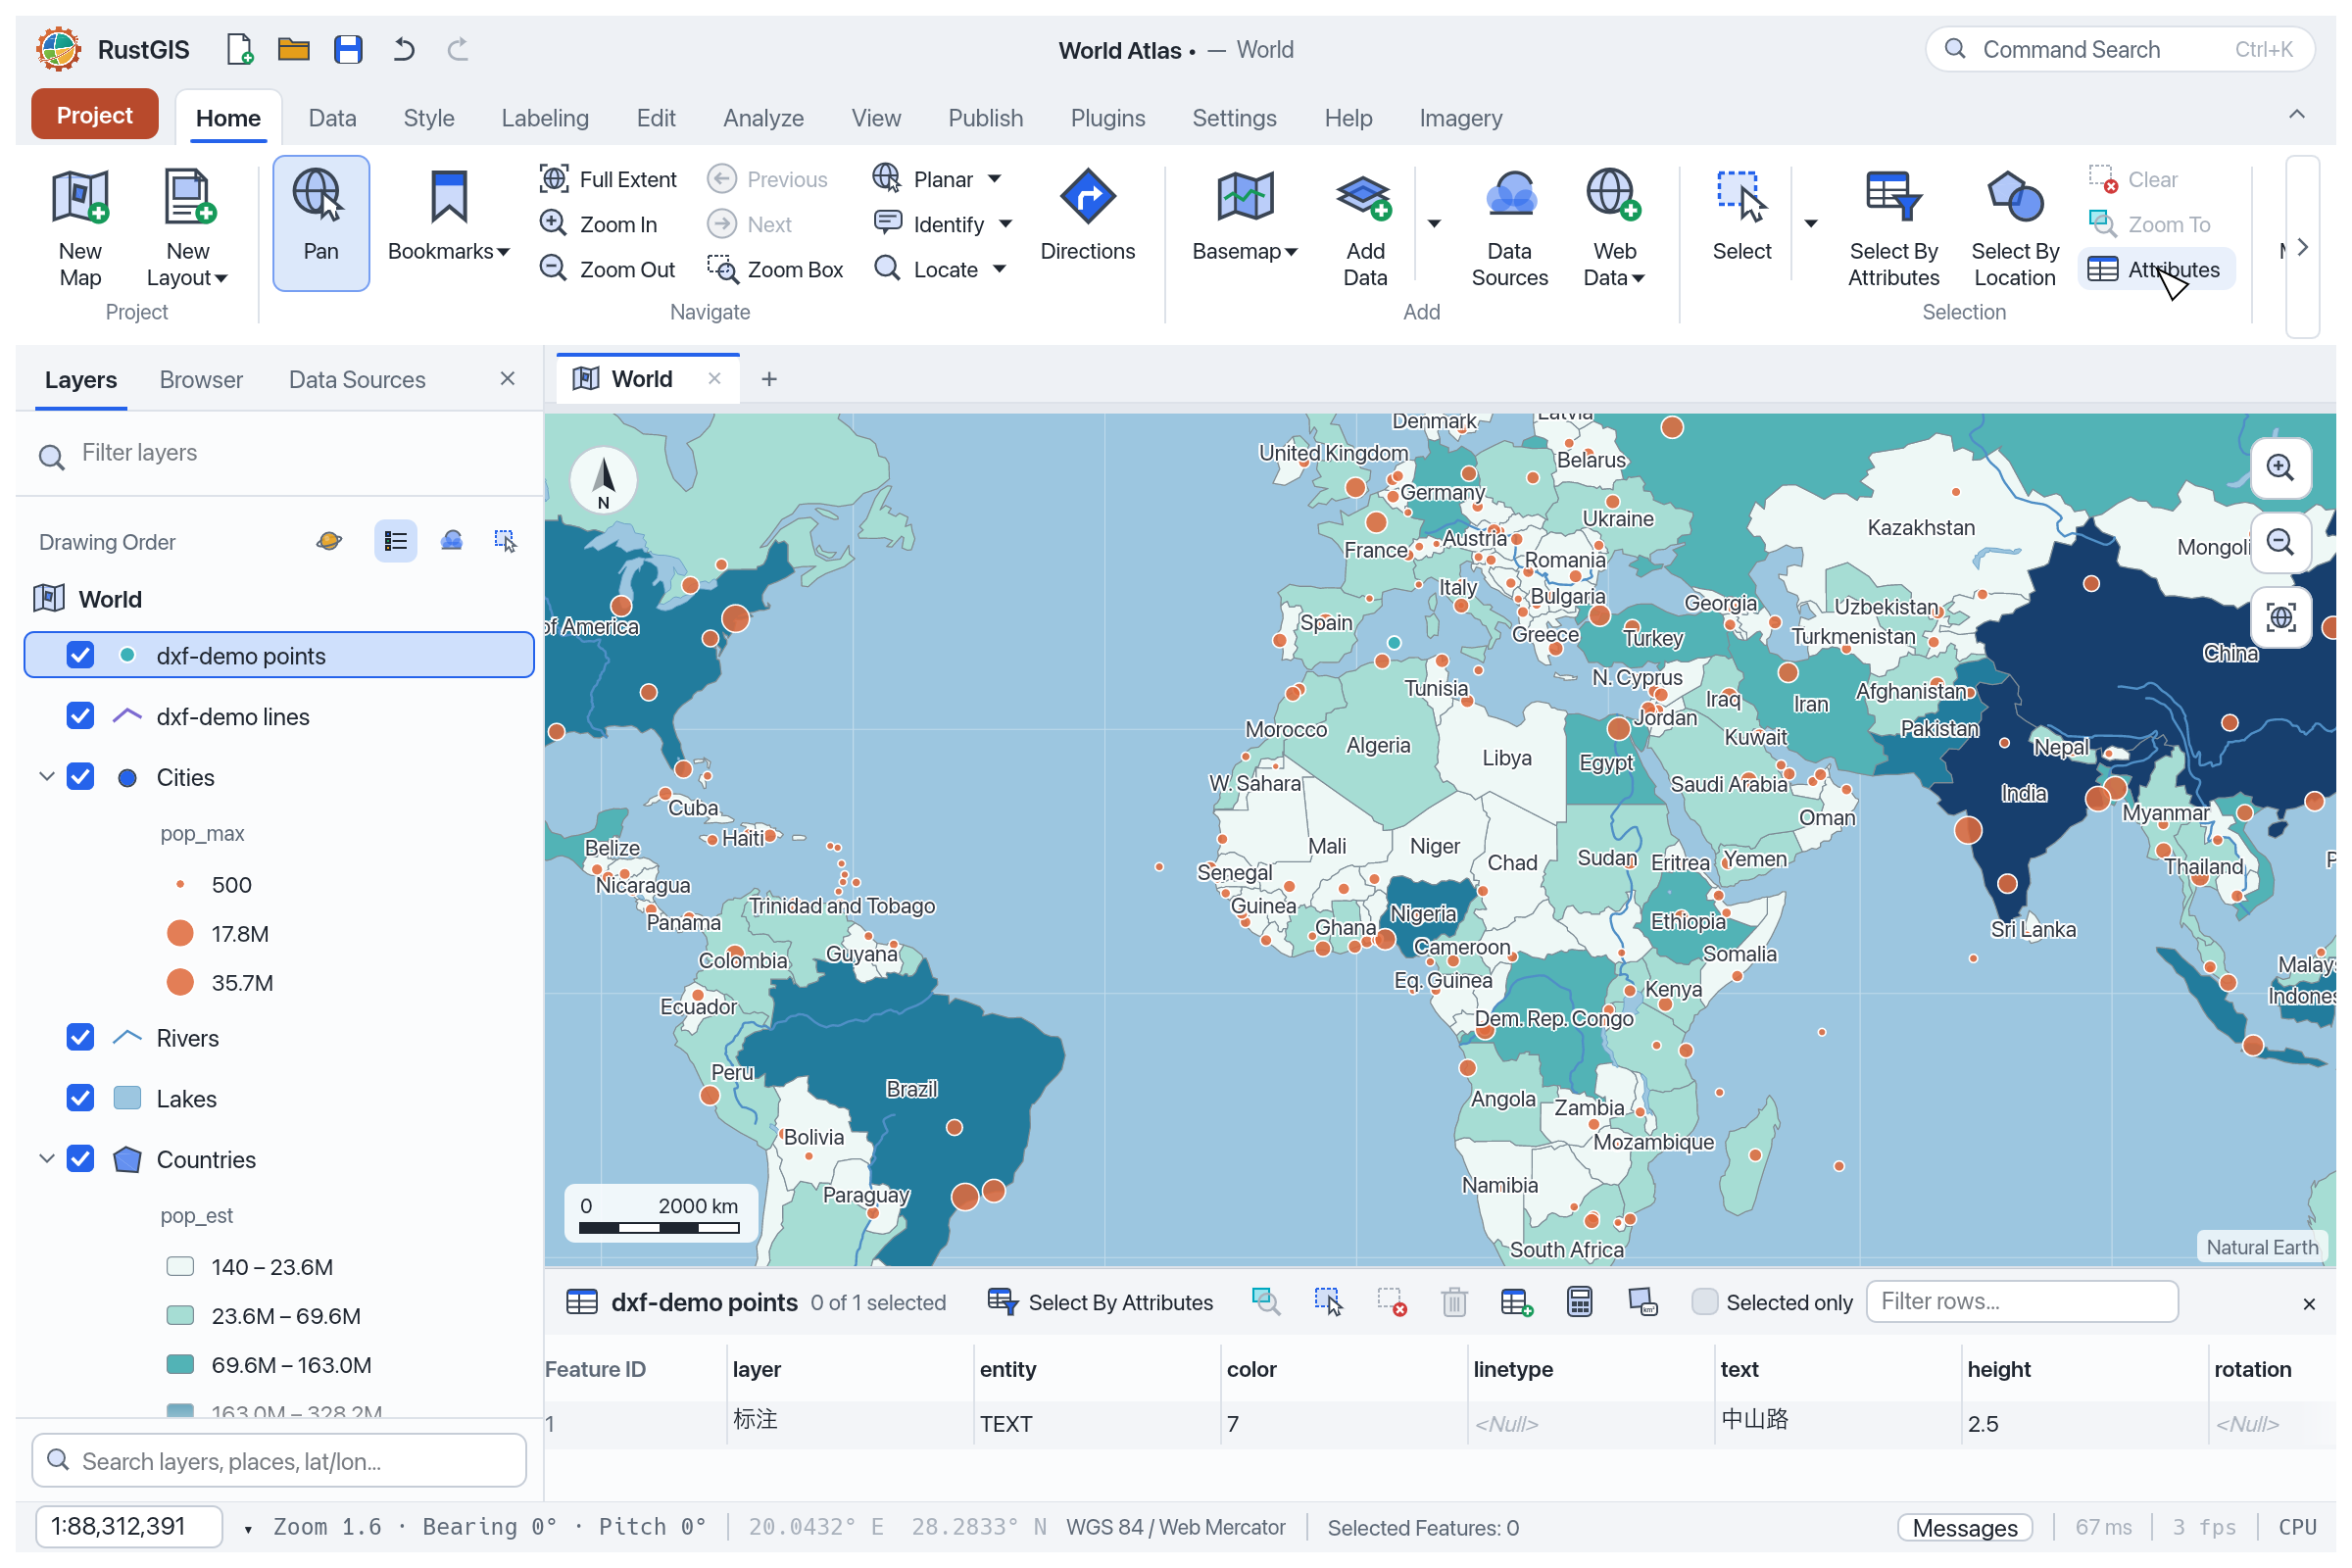 RustGIS
World Atlas • — World
Command Search Ctrl+K
Project
Home
Data
Style
Labeling
Edit
Analyze
View
Publish
Plugins
Settings
Help
Imagery
New Map
New Layout
Project
Pan
Bookmarks
Full Extent
Zoom In
Zoom Out
Previous
Next
Zoom Box
Planar
Identify
Locate
Directions
Navigate
Basemap
Add Data
Data Sources
Web Data
Add
Select
Select By Attributes
Select By Location
Clear
Zoom To
Attributes
Selection
Layers
Browser
Data Sources
Filter layers
Drawing Order
World
dxf-demo points
dxf-demo lines
Cities
pop_max
500
17.8M
35.7M
Rivers
Lakes
Countries
pop_est
140 – 23.6M
23.6M – 69.6M
69.6M – 163.0M
163.0M – 328.2M
Search layers, places, lat/lon...
World
N
Denmark
Latvia
United Kingdom
Belarus
Germany
Ukraine
Kazakhstan
France
Austria
Mongoli
Romania
Italy
Bulgaria
Georgia
Uzbekistan
of America
Spain
Greece
Turkey
Turkmenistan
China
Tunisia
N. Cyprus
Iraq
Iran
Afghanistan
Morocco
Jordan
Pakistan
Algeria
Libya
Egypt
Kuwait
Nepal
W. Sahara
Saudi Arabia
India
Cuba
Oman
Myanmar
Haiti
Belize
Mali
Niger
Chad
Sudan
Eritrea
Yemen
Thailand
Nicaragua
Senegal
Trinidad and Tobago
Guinea
Nigeria
Panama
Ghana
Ethiopia
Sri Lanka
Colombia
Guyana
Cameroon
Somalia
Malays
Eq. Guinea
Kenya
Indones
Ecuador
Dem. Rep. Congo
Peru
Brazil
Angola
Zambia
Bolivia
Mozambique
Paraguay
Namibia
South Africa
0 2000 km
Natural Earth
dxf-demo points 0 of 1 selected
Select By Attributes
km²
Selected only
Filter rows...
Feature ID layer entity color linetype text height rotation
1 标注 TEXT 7 <Null> 中山路 2.5 <Null>
1:88,312,391 Zoom 1.6 · Bearing 0° · Pitch 0° 20.0432° E 28.2833° N WGS 84 / Web Mercator Selected Features: 0 Messages 67 ms 3 fps CPU